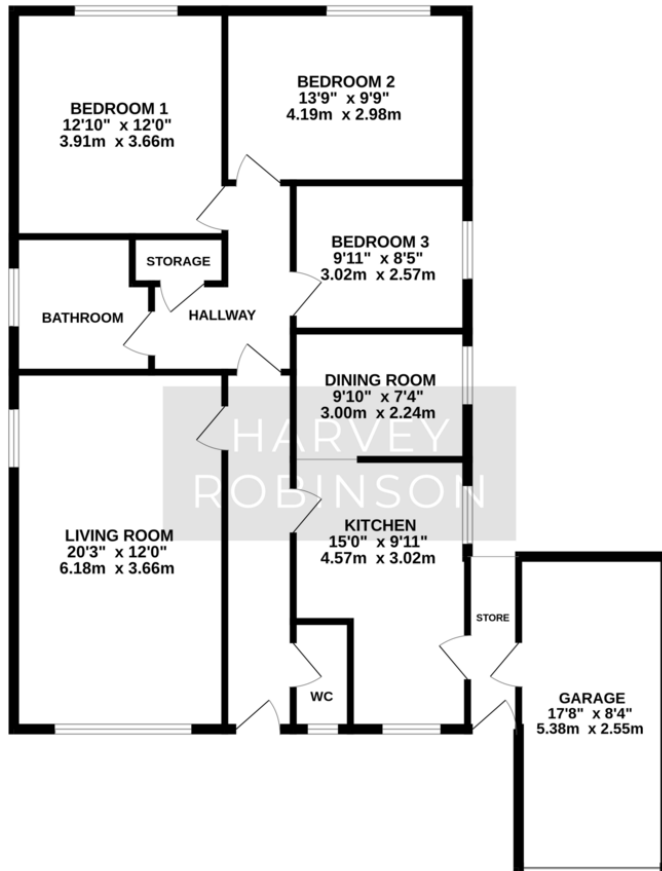 BEDROOM 1
12'10" x 12'0"
3.91m x 3.66m
BEDROOM 2
13'9" x 9'9"
4.19m x 2.98m
BEDROOM 3
9'11" x 8'5"
3.02m x 2.57m
STORAGE
BATHROOM
HALLWAY
DINING ROOM
9'10" x 7'4"
3.00m x 2.24m
HARVEY
ROBINSON
LIVING ROOM
20'3" x 12'0"
6.18m x 3.66m
KITCHEN
15'0" x 9'11"
4.57m x 3.02m
STORE
WC
GARAGE
17'8" x 8'4"
5.38m x 2.55m